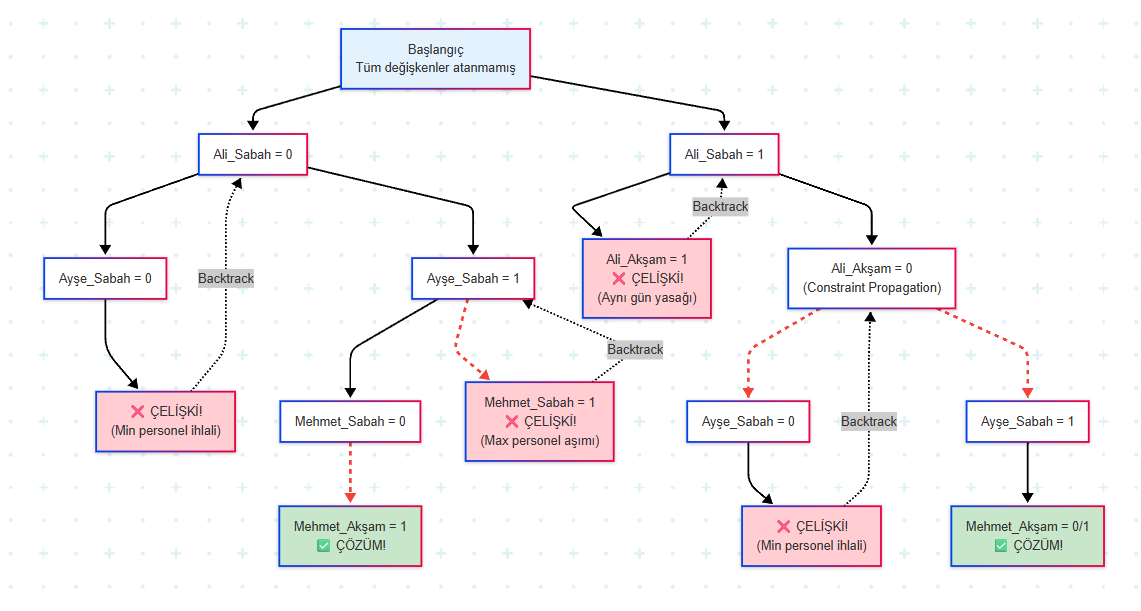 Başlangıç
Tüm değişkenler atanmamış
Ali_Sabah = 0
Ali_Sabah = 1
Backtrack
Ayşe_Sabah = 0
Backtrack
Ayşe_Sabah = 1
Ali_Akşam = 1
❌ ÇELİŞKİ!
(Aynı gün yasağı)
Ali_Akşam = 0
(Constraint Propagation)
Backtrack
❌ ÇELİŞKİ!
(Min personel ihlali)
Mehmet_Sabah = 0
Mehmet_Sabah = 1
❌ ÇELİŞKİ!
(Max personel aşımı)
Ayşe_Sabah = 0
Backtrack
Ayşe_Sabah = 1
Mehmet_Akşam = 1
✅ ÇÖZÜM!
❌ ÇELİŞKİ!
(Min personel ihlali)
Mehmet_Akşam = 0/1
✅ ÇÖZÜM!